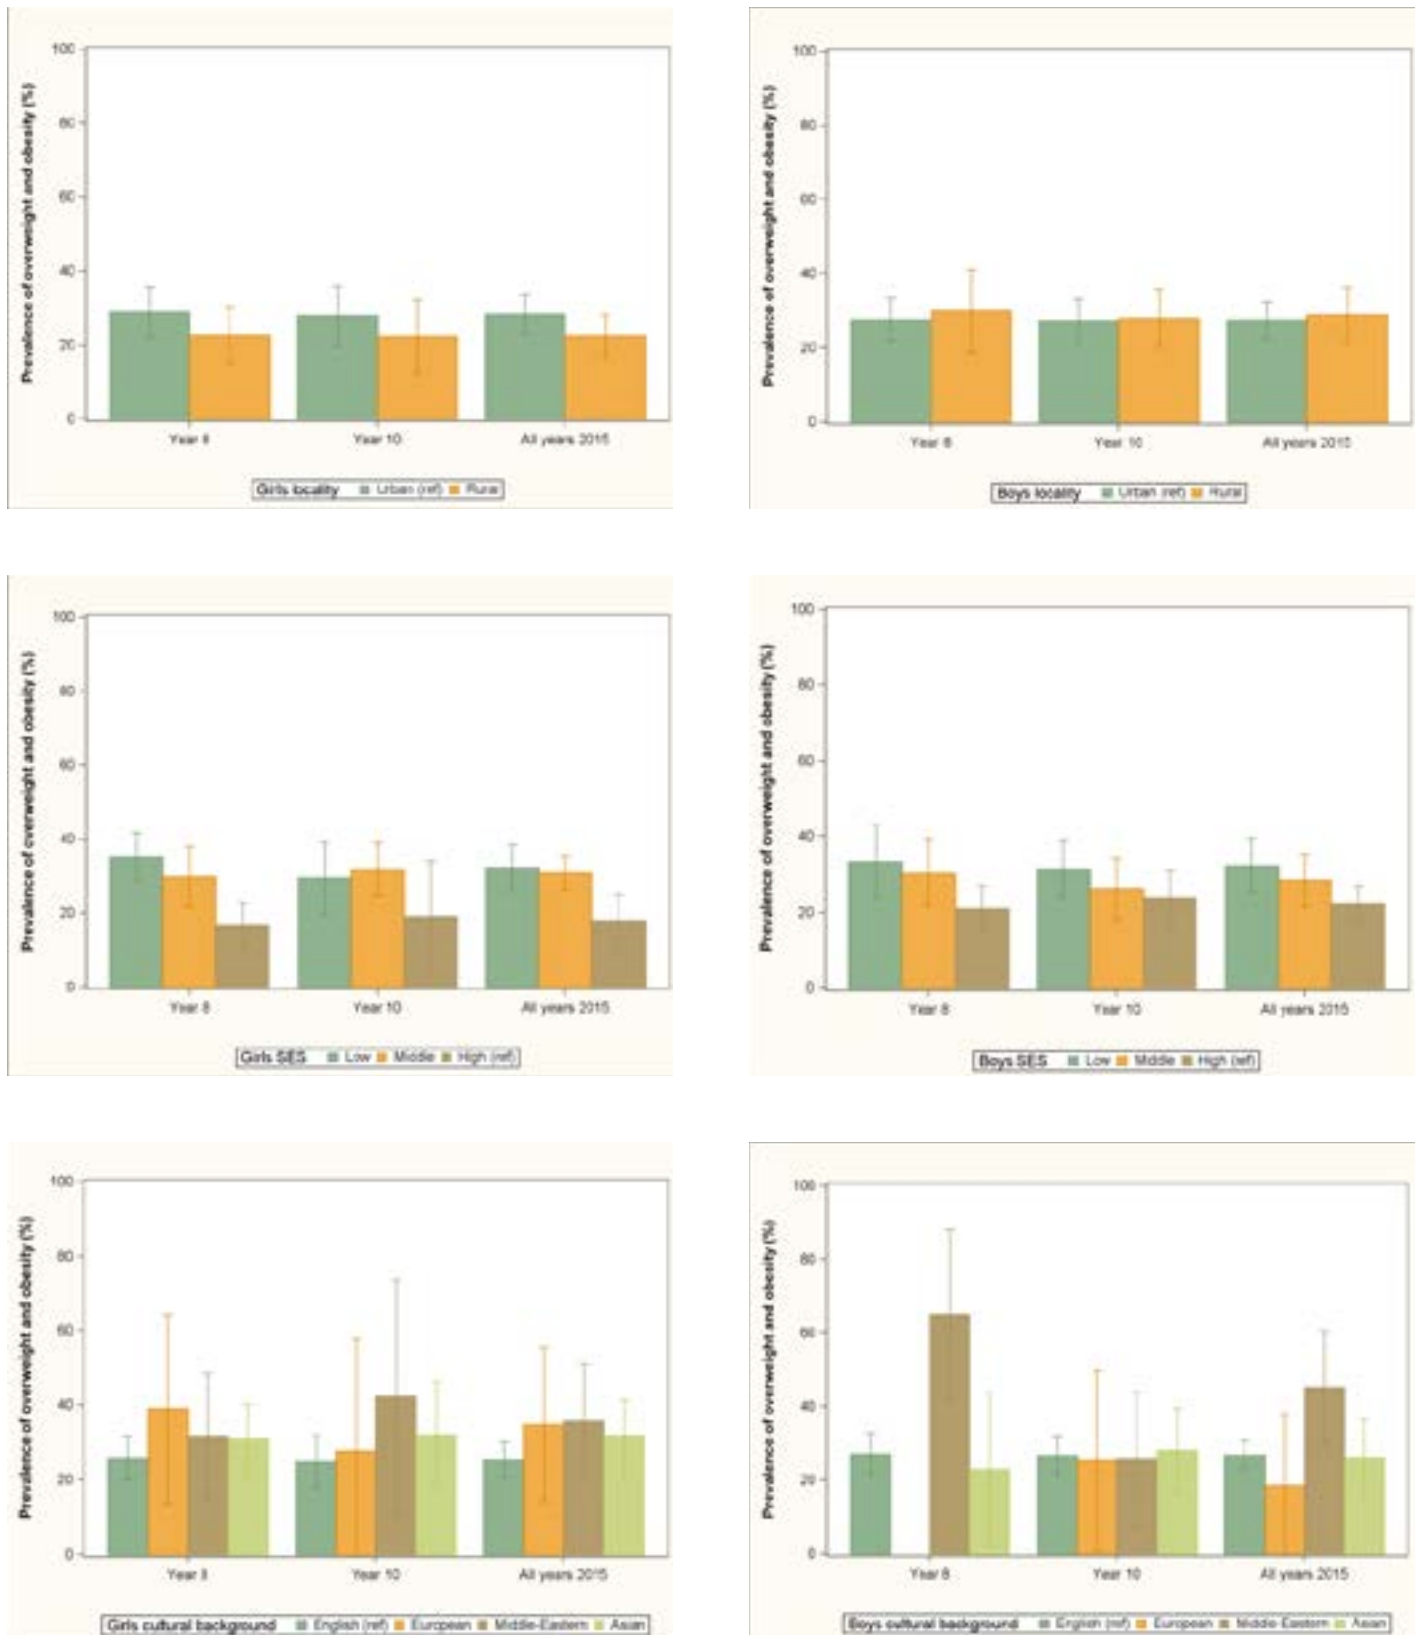 100
80
60
40
20
0
Prevalence of overweight and obesity (%)
Year 8 Year 10 All years 2015
Girls locality Urban (ref) Rural
100
80
60
40
20
0
Prevalence of overweight and obesity (%)
Year 8 Year 10 All years 2015
Boys locality Urban (ref) Rural
100
80
60
40
20
0
Prevalence of overweight and obesity (%)
Year 8 Year 10 All years 2015
Girls SES Low Middle High (ref)
100
80
60
40
20
0
Prevalence of overweight and obesity (%)
Year 8 Year 10 All years 2015
Boys SES Low Middle High (ref)
100
80
60
40
20
0
Prevalence of overweight and obesity (%)
Year 8 Year 10 All years 2015
Girls cultural background English (ref) European Middle-Eastern Asian
100
80
60
40
20
0
Prevalence of overweight and obesity (%)
Year 8 Year 10 All years 2015
Boys cultural background English (ref) European Middle-Eastern Asian